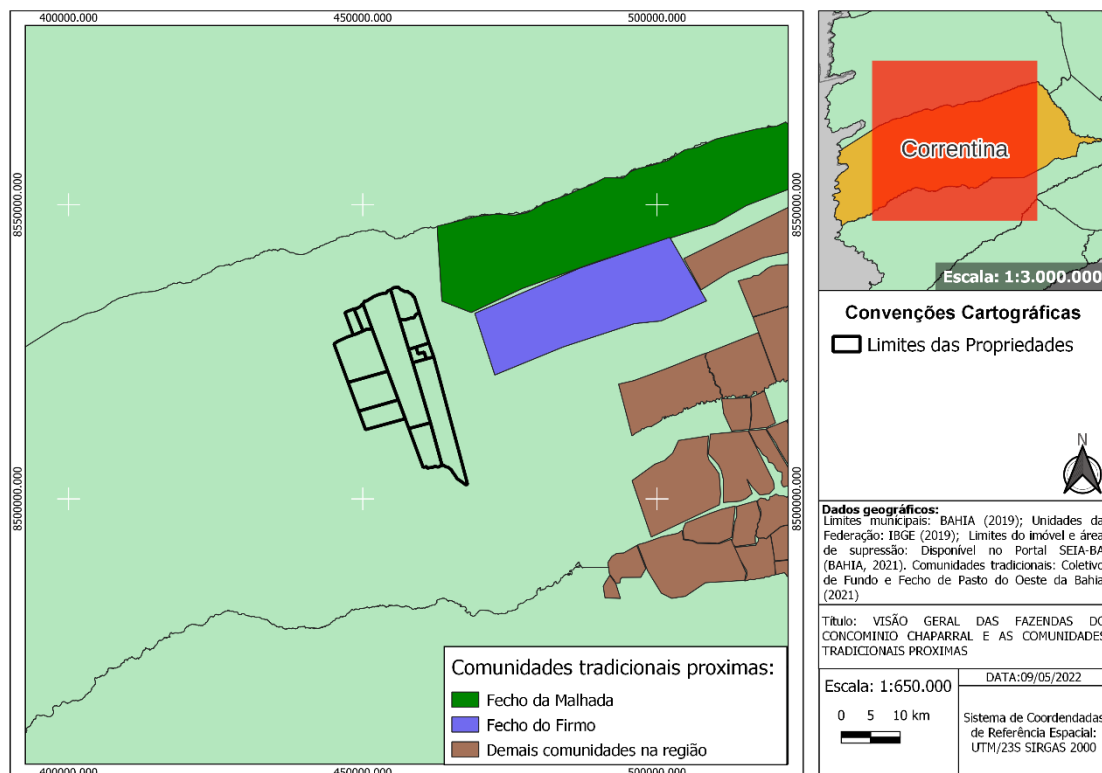 400000.000
450000.000
500000.000
8550000.000
8550000.000
8500000.000
8500000.000
Comunidades tradicionais proximas:
Fecho da Malhada
Fecho do Firmo
Demais comunidades na região
400000.000
450000.000
500000.000
Correntina
Escala: 1:3.000.000
Convenções Cartográficas
Limites das Propriedades
N
Dados geográficos:
Limites municipais: BAHIA (2019); Unidades da
Federação: IBGE (2019); Limites do imóvel e área
de supressão: Disponível no Portal SEIA-BA
(BAHIA, 2021). Comunidades tradicionais: Coletivo
de Fundo e Fecho de Pasto do Oeste da Bahia
(2021)
Título: VISÃO GERAL DAS FAZENDAS DO
CONCOMINIO CHAPARRAL E AS COMUNIDADES
TRADICIONAIS PROXIMAS
Escala: 1:650.000
0 5 10 km
DATA:09/05/2022
Sistema de Coordendadas
de Referência Espacial:
UTM/23S SIRGAS 2000